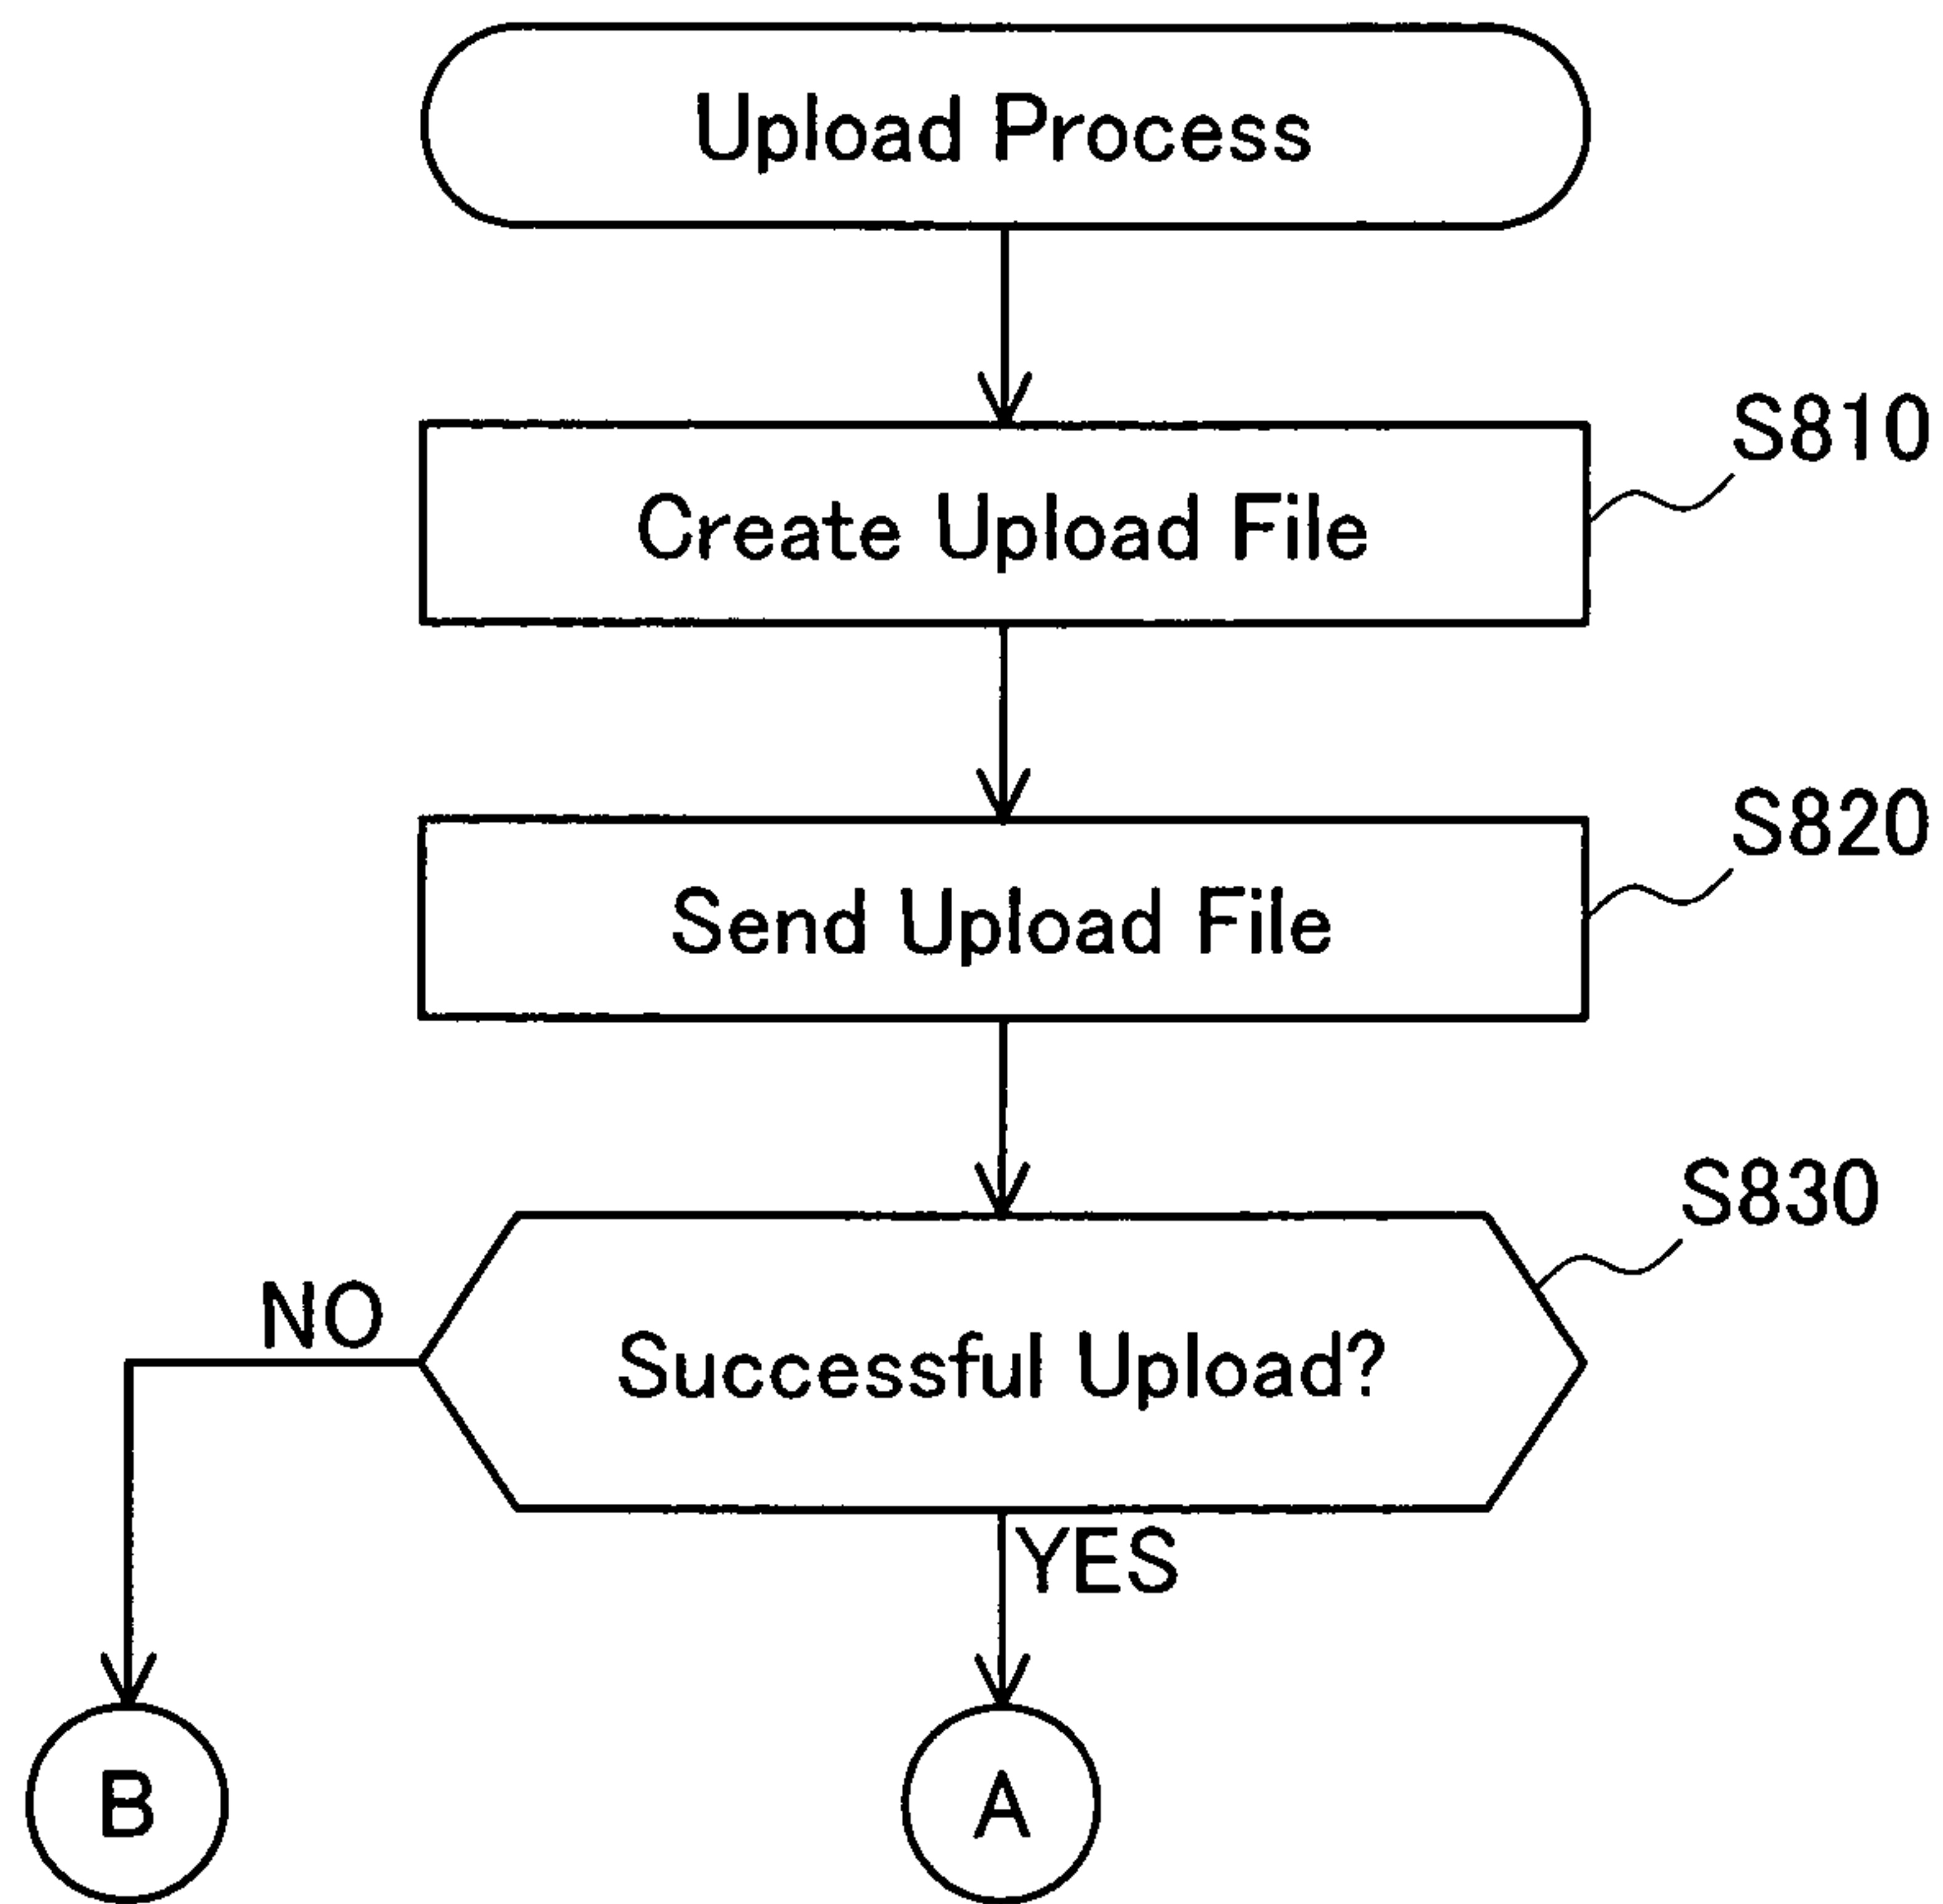 Upload Process
S810
Create Upload File
S820
Send Upload File
S830
NO
Successful Upload?
YES
B
A